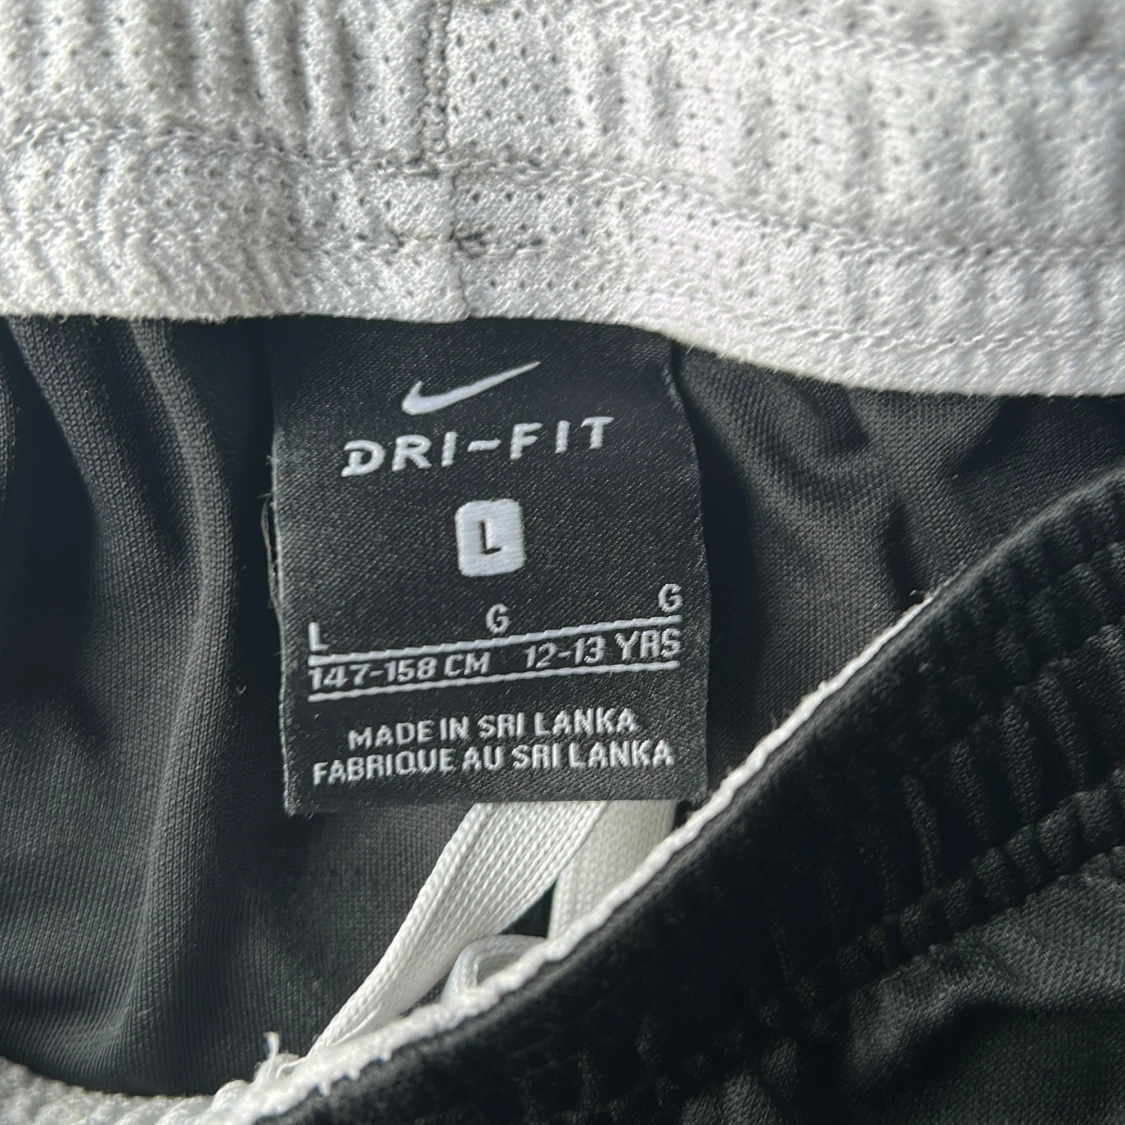 DRI-FIT
L
L G G
147-158 CM 12-13 YRS
MADE IN SRI LANKA
FABRIQUE AU SRI LANKA